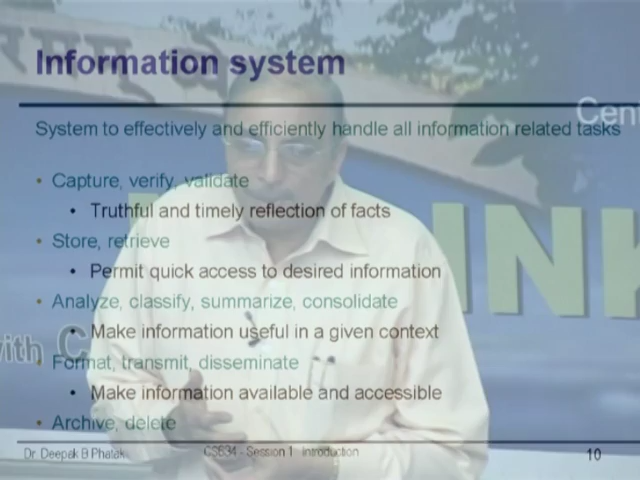 Information system
Cen
System to effectively and efficiently handle all information related tasks
• Capture, verify, validate
• Truthful and timely reflection of facts
• Store, retrieve
INK
• Permit quick access to desired information
• Analyze, classify, summarize, consolidate
• Make information useful in a given context
with C
• Format, transmit, disseminate
• Make information available and accessible
• Archive, delete
Dr. Deepak B Phatak
CS634 - Session 1 Introduction
10